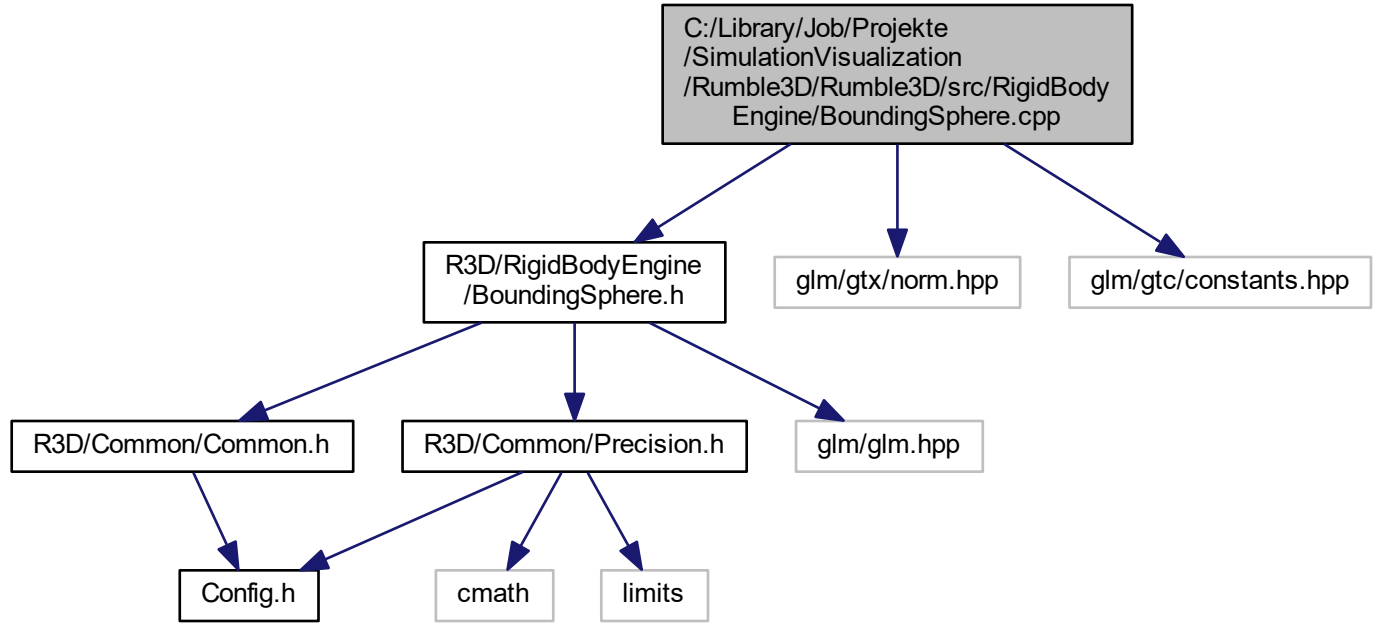 C:/Library/Job/Projekte
/SimulationVisualization
/Rumble3D/Rumble3D/src/RigidBody
Engine/BoundingSphere.cpp
R3D/RigidBodyEngine
/BoundingSphere.h
glm/gtx/norm.hpp
glm/gtc/constants.hpp
R3D/Common/Common.h
R3D/Common/Precision.h
glm/glm.hpp
Config.h
cmath
limits